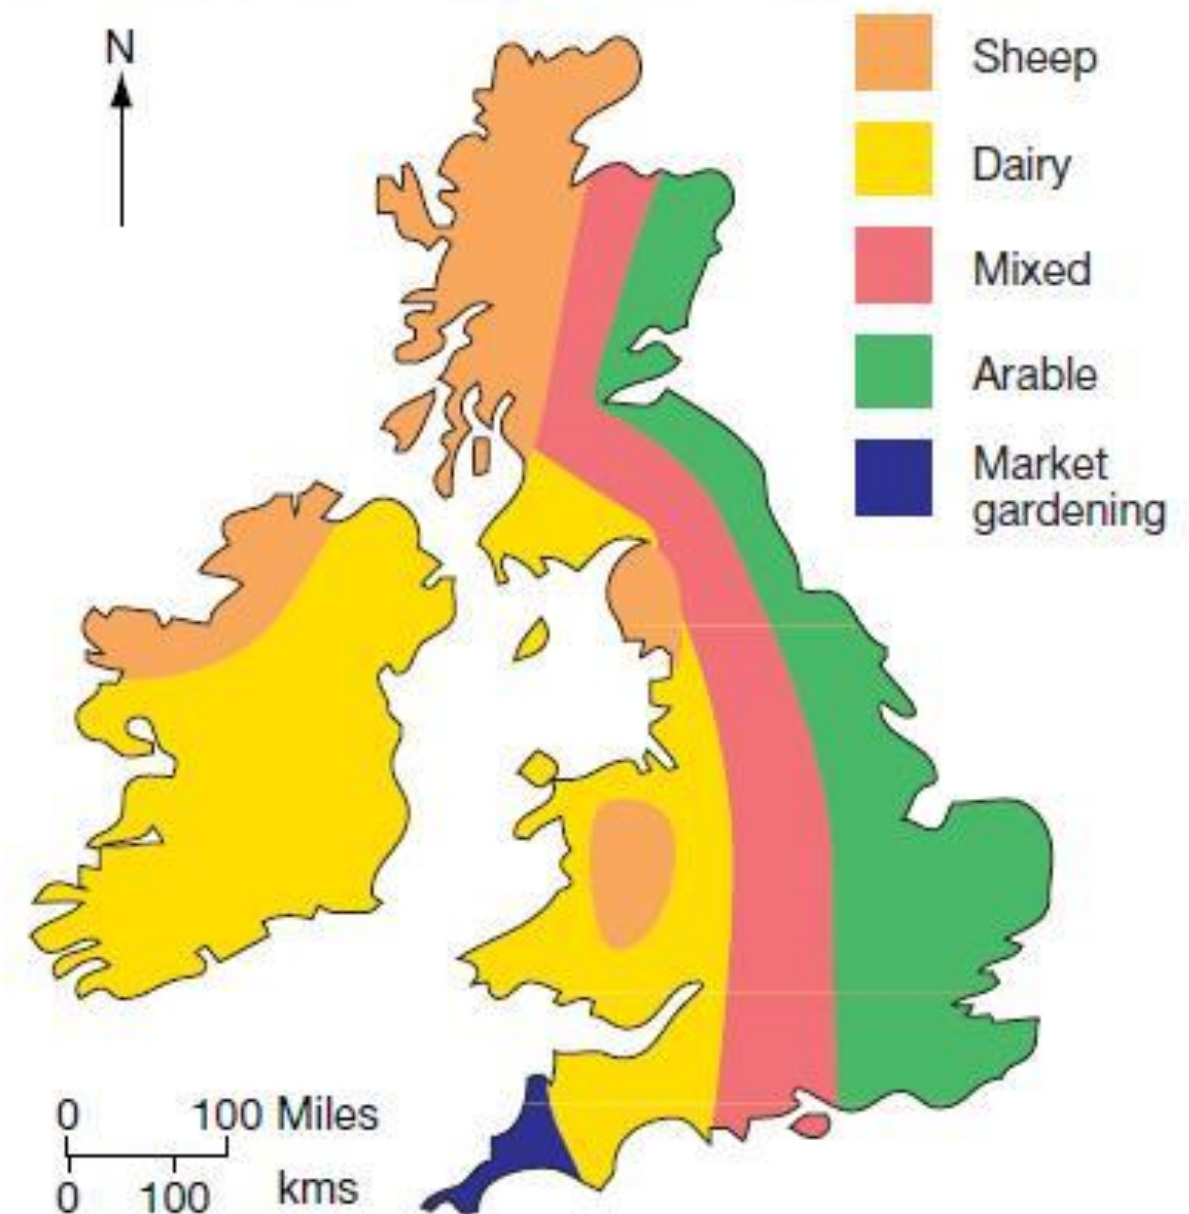 N
Sheep
Dairy
Mixed
Arable
Market
gardening
0 100 Miles
0 100 kms